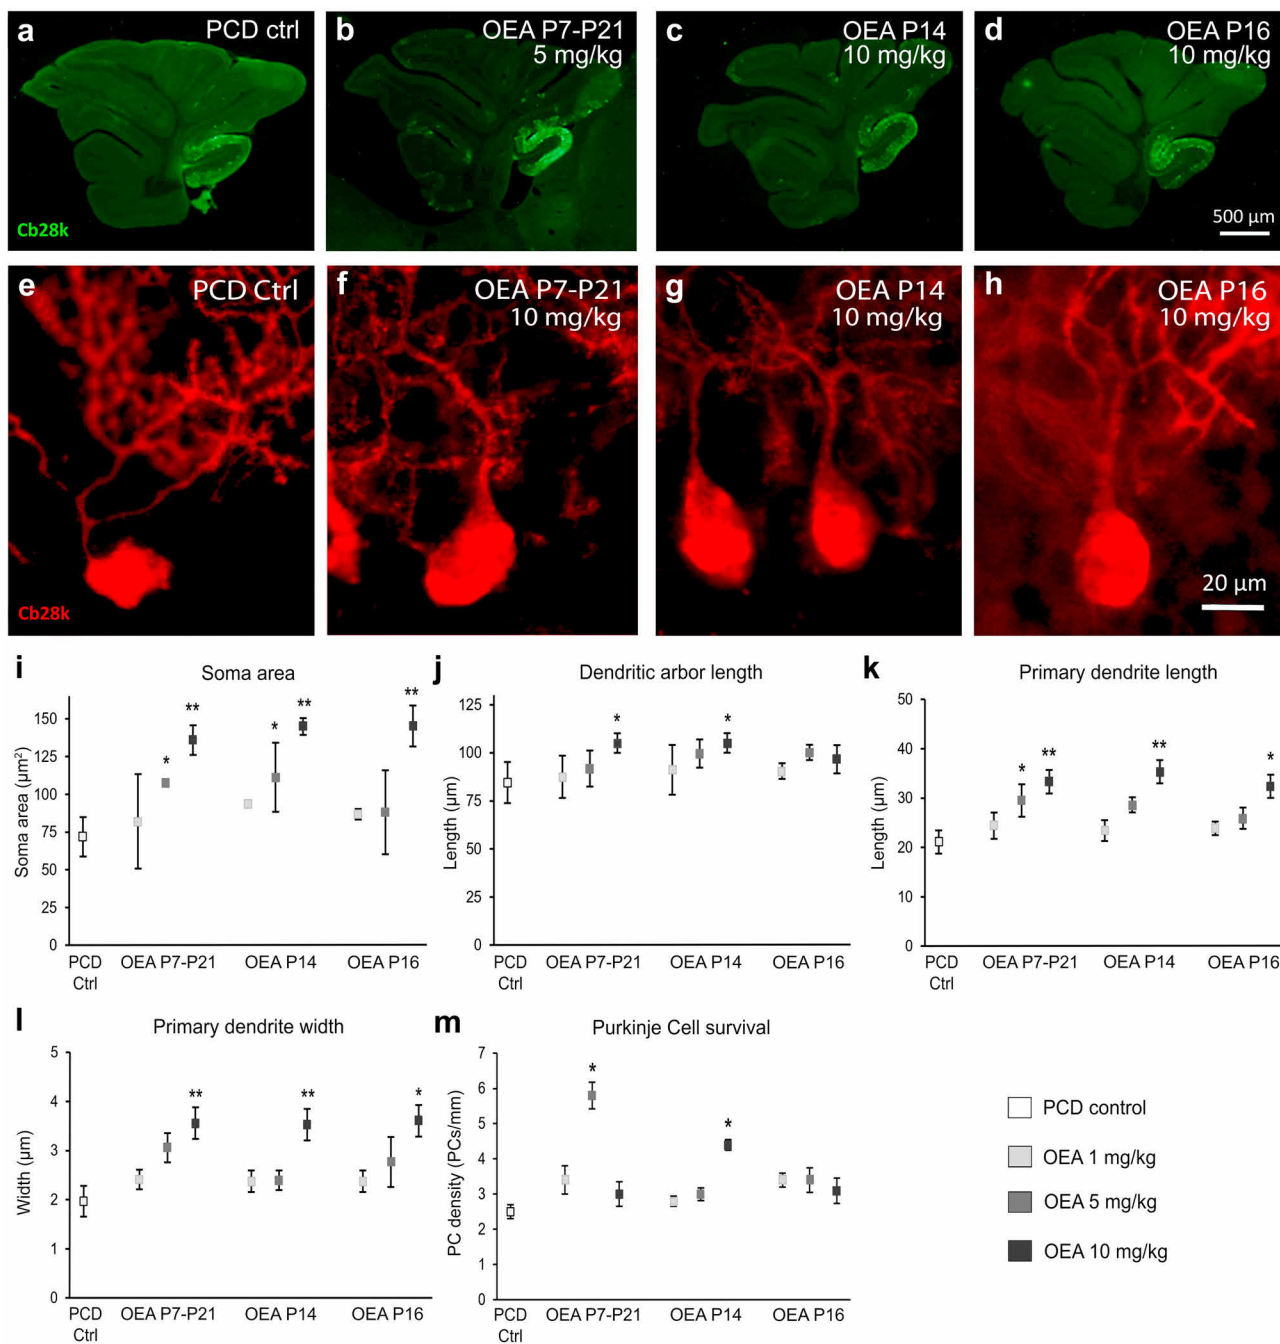 a PCD ctrl
Cb28k
b OEA P7-P21
5 mg/kg
c OEA P14
10 mg/kg
d OEA P16
10 mg/kg
500 µm
e PCD Ctrl
Cb28k
f OEA P7-P21
10 mg/kg
g OEA P14
10 mg/kg
h OEA P16
10 mg/kg
20 µm
i Soma area
Soma area (µm²)
150
125
100
75
50
25
0
* ** * ** **
PCD Ctrl
OEA P7-P21
OEA P14
OEA P16
j Dendritic arbor length
Length (µm)
125
100
75
50
25
0
* *
PCD Ctrl
OEA P7-P21
OEA P14
OEA P16
k Primary dendrite length
Length (µm)
50
40
30
20
10
0
* ** ** *
PCD Ctrl
OEA P7-P21
OEA P14
OEA P16
l Primary dendrite width
Width (µm)
5
4
3
2
1
0
** ** *
PCD Ctrl
OEA P7-P21
OEA P14
OEA P16
m Purkinje Cell survival
PC density (PCs/mm)
7
6
5
4
3
2
1
0
* *
PCD Ctrl
OEA P7-P21
OEA P14
OEA P16
PCD control
OEA 1 mg/kg
OEA 5 mg/kg
OEA 10 mg/kg